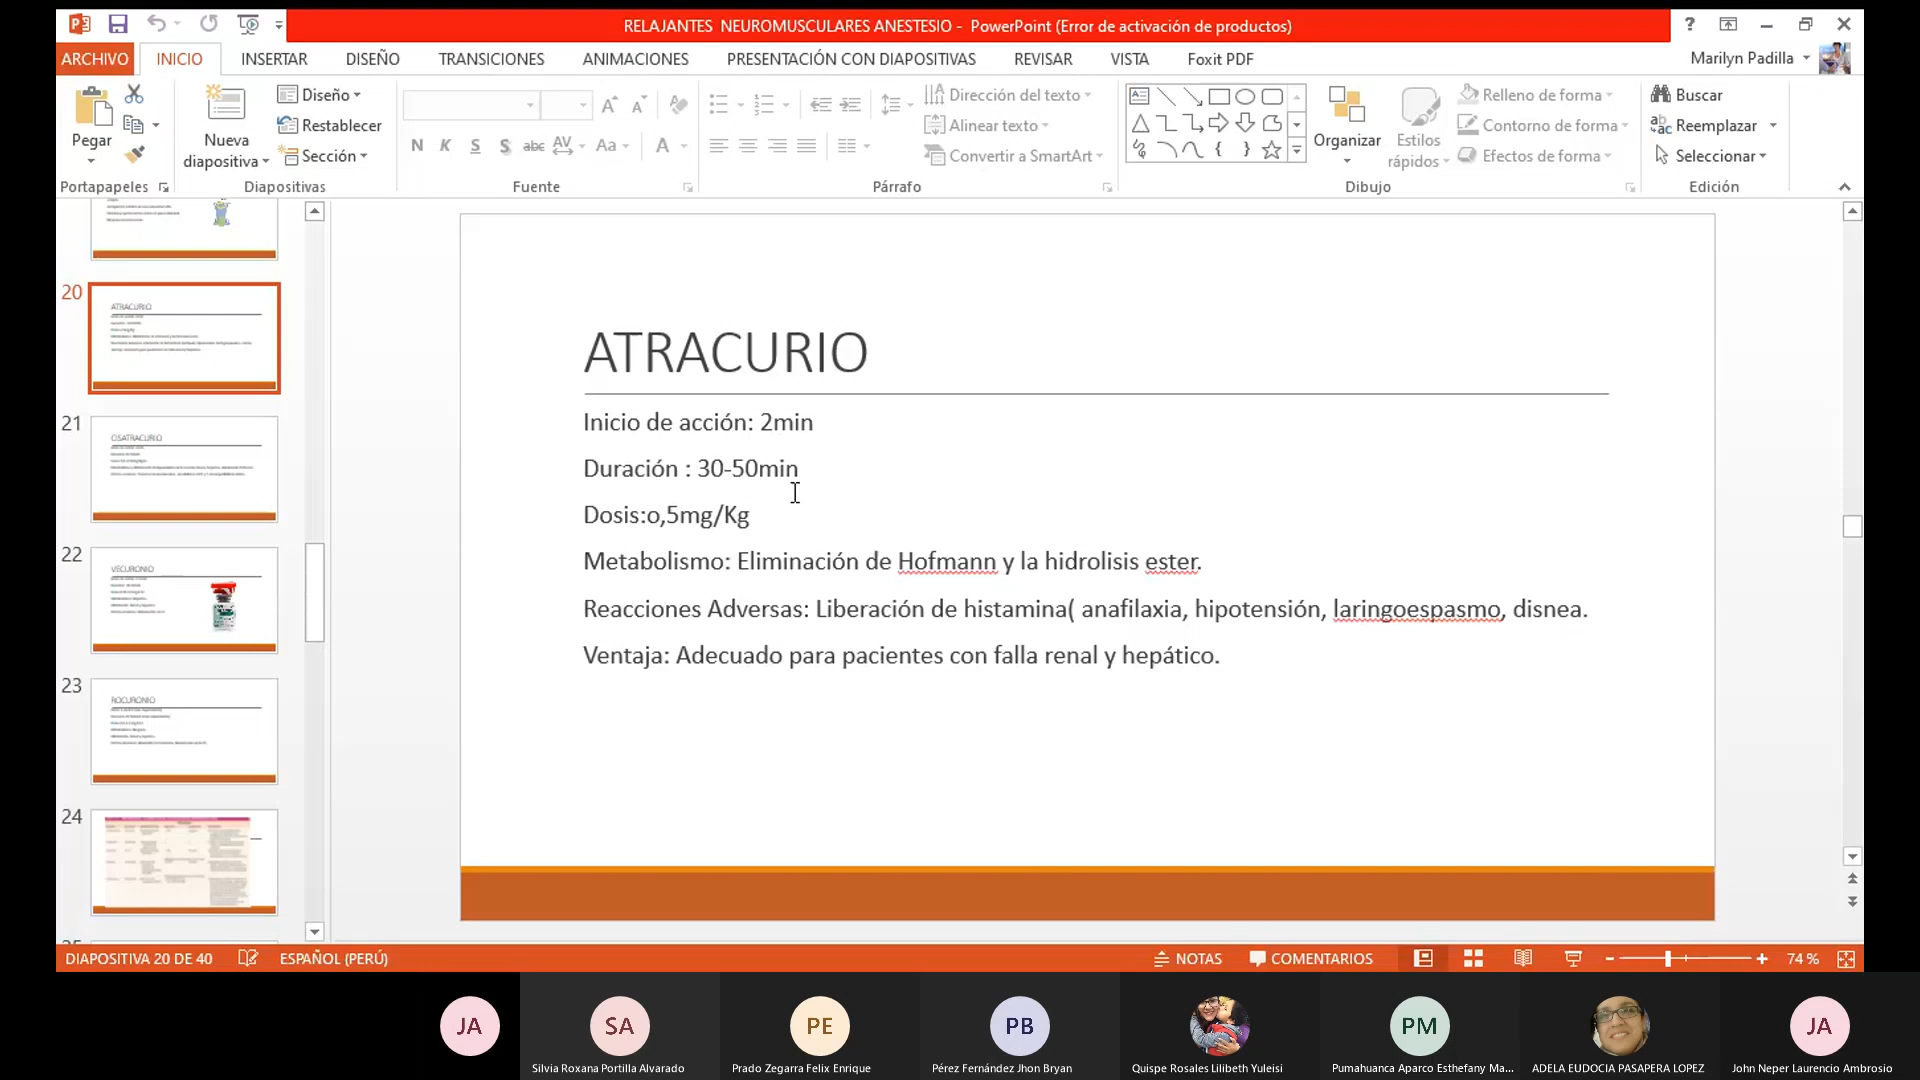 RELAJANTES NEUROMUSCULARES ANESTESIO - PowerPoint (Error de activación de productos)
ARCHIVO INICIO INSERTAR DISEÑO TRANSICIONES ANIMACIONES PRESENTACIÓN CON DIAPOSITIVAS REVISAR VISTA Foxit PDF Marilyn Padilla
Pegar
Portapapeles
Nueva diapositiva
Diseño
Restablecer
Sección
Diapositivas
N K S S abc AV Aa A
Fuente
Dirección del texto
Alinear texto
Convertir a SmartArt
Párrafo
Organizar
Estilos rápidos
Relleno de forma
Contorno de forma
Efectos de forma
Dibujo
Buscar
Reemplazar
Seleccionar
Edición
20
ATRACURIO
21
CISATRACURIO
22
VECURONIO
23
ROCURONIO
24
ATRACURIO
Inicio de acción: 2min
Duración : 30-50min
Dosis:o,5mg/Kg
Metabolismo: Eliminación de Hofmann y la hidrolisis ester.
Reacciones Adversas: Liberación de histamina( anafilaxia, hipotensión, laringoespasmo, disnea.
Ventaja: Adecuado para pacientes con falla renal y hepático.
DIAPOSITIVA 20 DE 40 ESPAÑOL (PERÚ) NOTAS COMENTARIOS 74 %
JA SA PE PB PM JA
Silvia Roxana Portilla Alvarado Prado Zegarra Felix Enrique Pérez Fernández Jhon Bryan Quispe Rosales Lilibeth Yuleisi Pumahuanca Aparco Esthefany Ma... ADELA EUDOCIA PASAPERA LOPEZ John Neper Laurencio Ambrosio